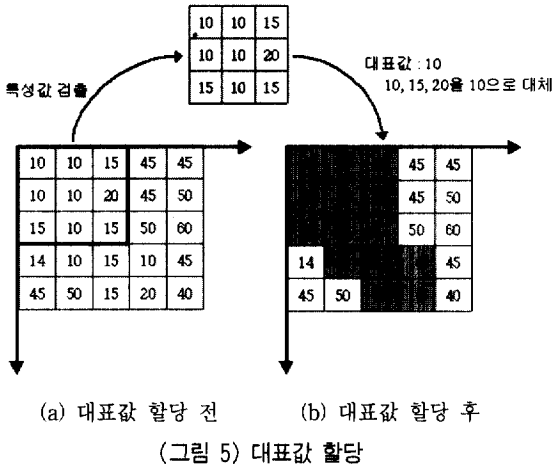 10 10 15
10 10 20
15 10 15
특성값 검출
대표값 : 10
10, 15, 20을 10으로 대체
10 10 15 45 45
10 10 20 45 50
15 10 15 50 60
14 10 15 10 45
45 50 15 20 40
45 45
45 50
50 60
14 45
45 50 40
(a) 대표값 할당 전
(b) 대표값 할당 후
(그림 5) 대표값 할당